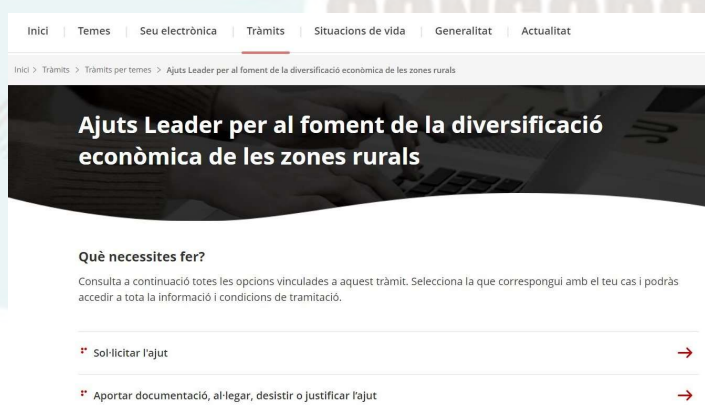 Inici | Temes | Seu electrònica | Tràmits | Situacions de vida | Generalitat | Actualitat
Inici > Tràmits > Tràmits per temes > Ajuts Leader per al foment de la diversificació econòmica de les zones rurals
Ajuts Leader per al foment de la diversificació
econòmica de les zones rurals
Què necessites fer?
Consulta a continuació totes les opcions vinculades a aquest tràmit. Selecciona la que correspongui amb el teu cas i podràs
accedir a tota la informació i condicions de tramitació.
Sol·licitar l'ajut
Aportar documentació, al·legar, desistir o justificar l'ajut